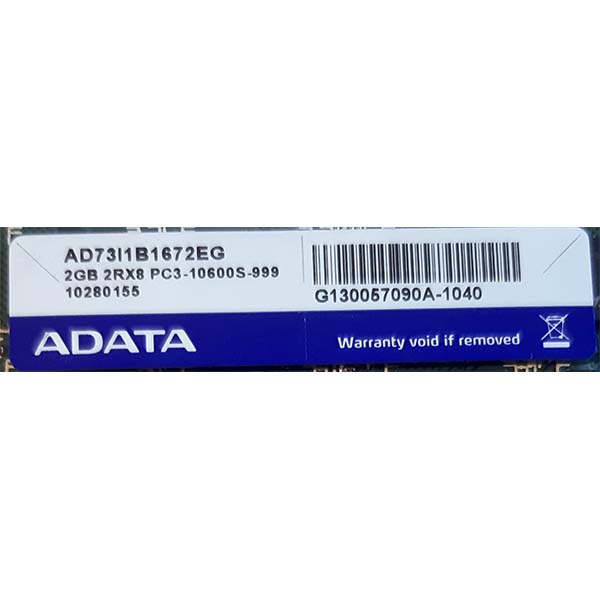 AD73I1B1672EG
2GB 2RX8 PC3-10600S-999
10280155
G130057090A-1040
ADATA
Warranty void if removed